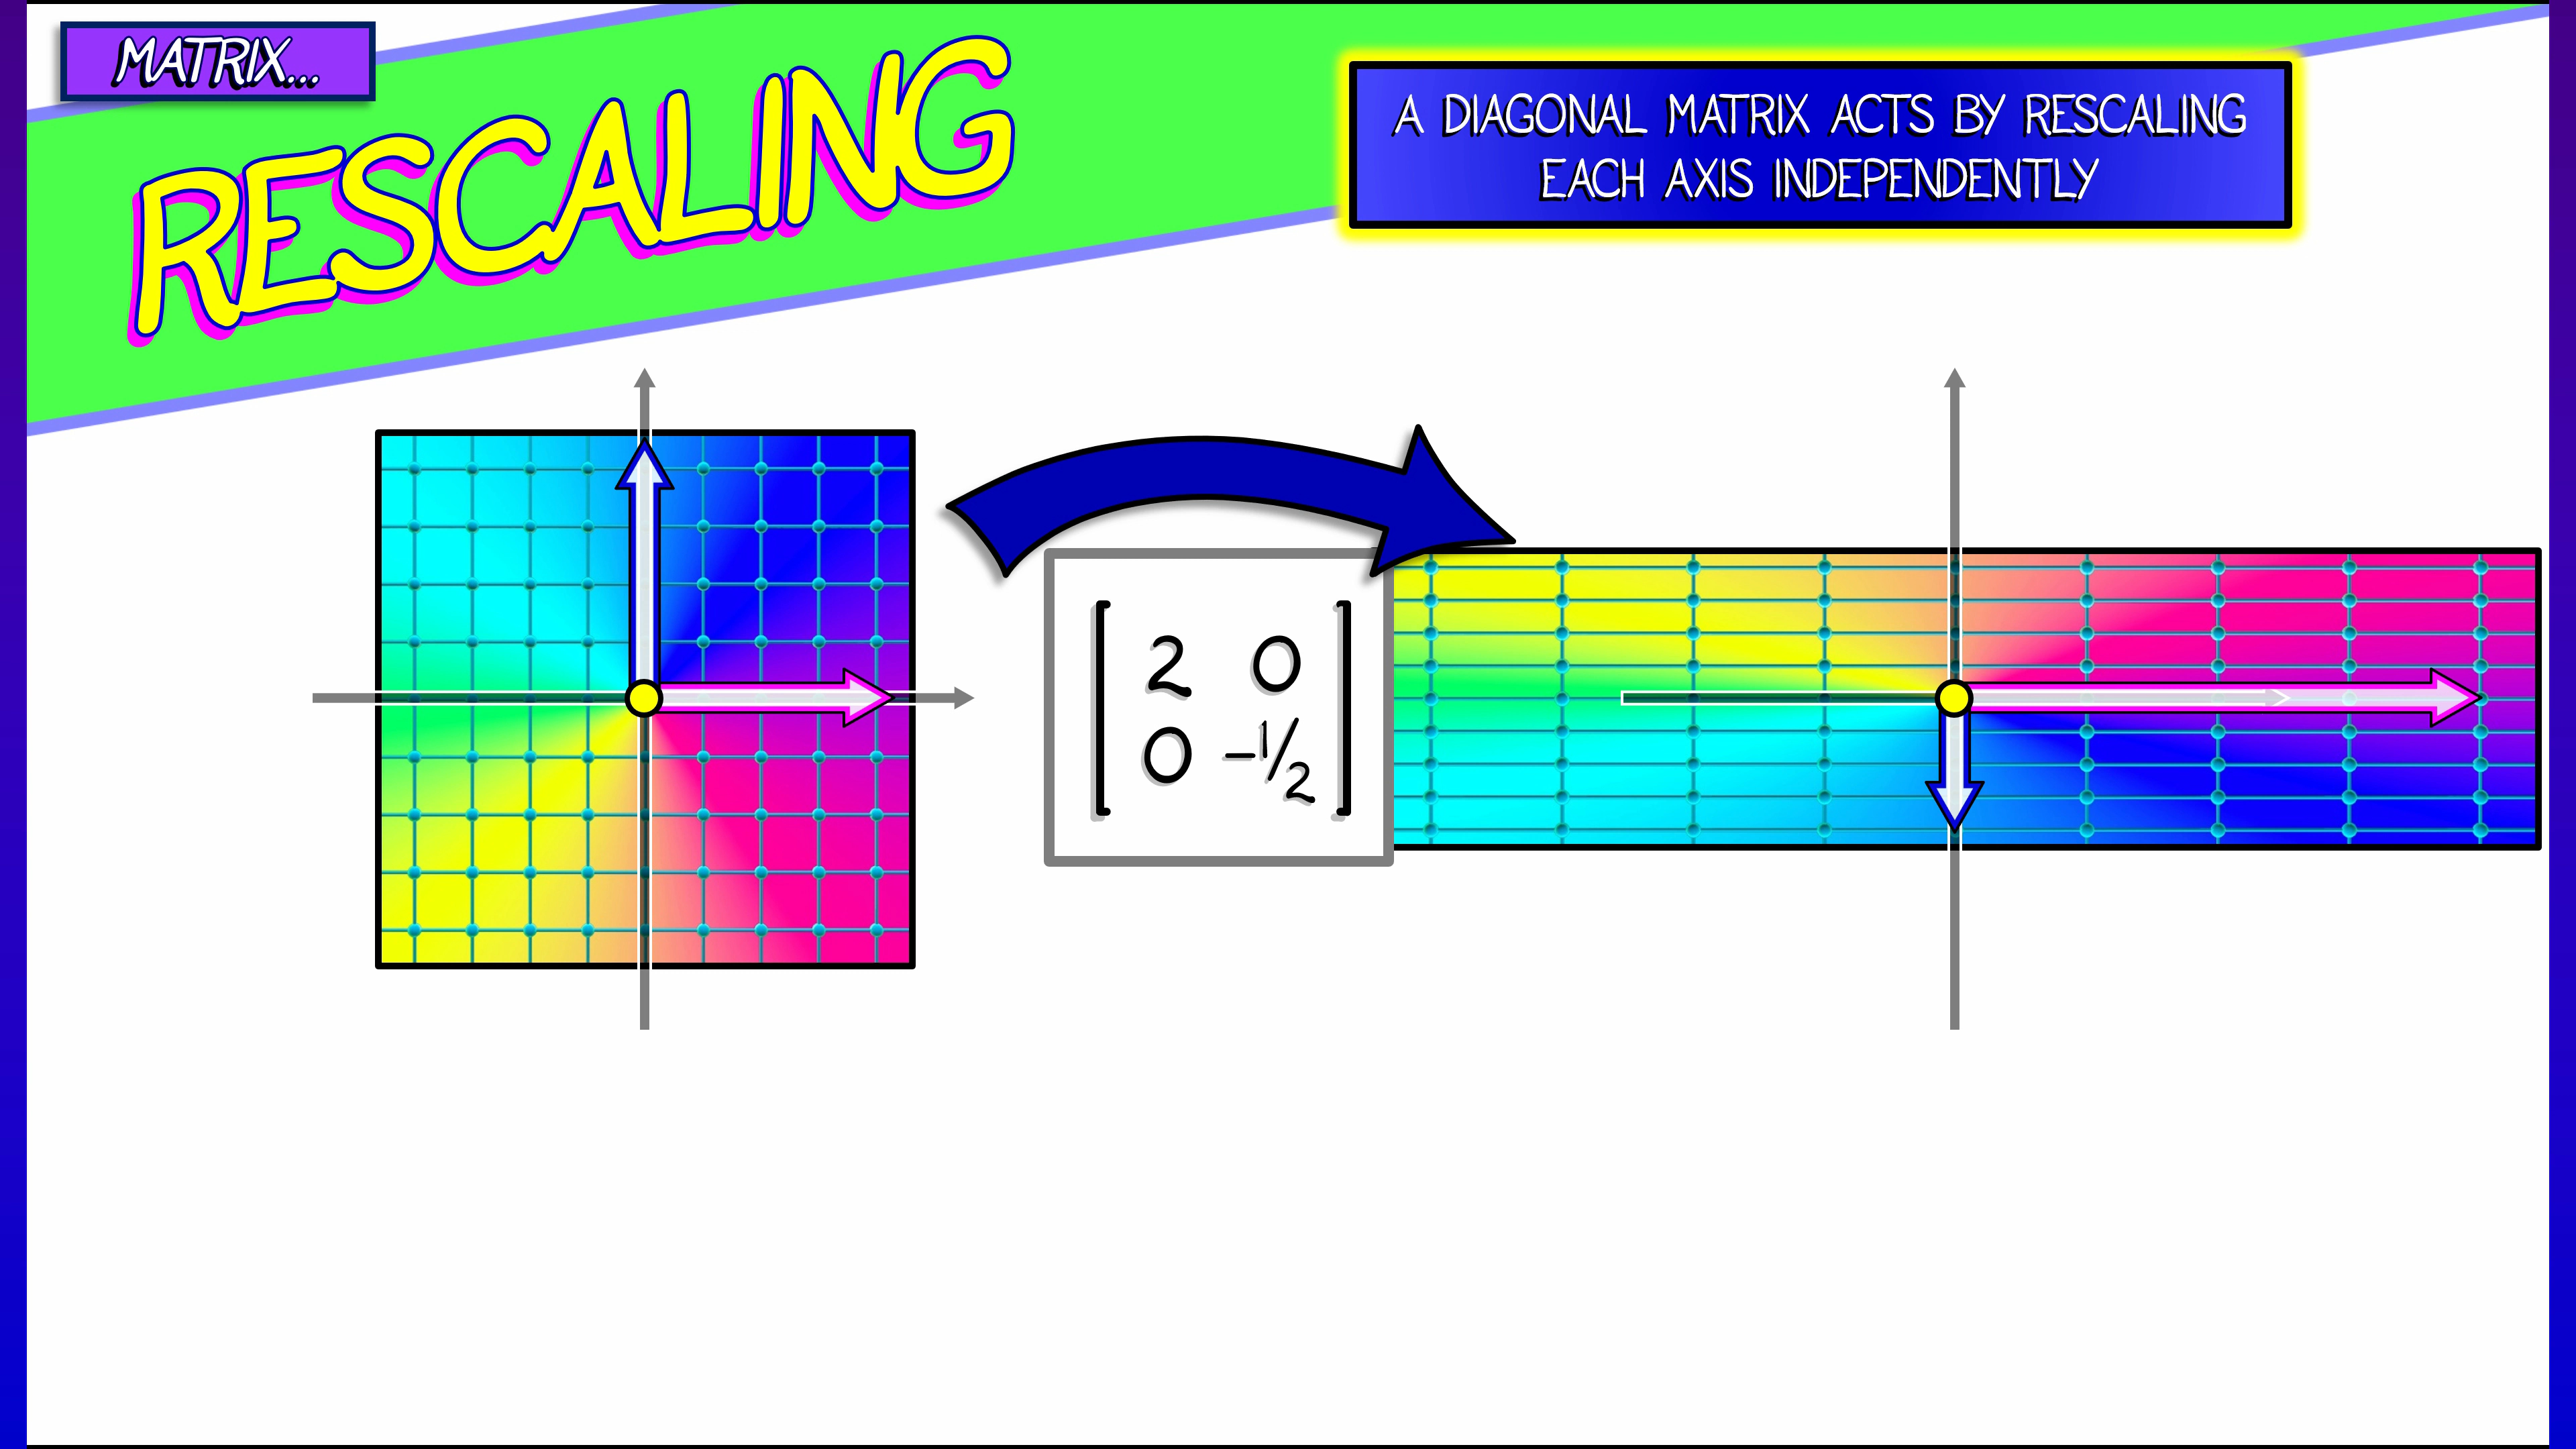 MATRIX...
RESCALING
A DIAGONAL MATRIX ACTS BY RESCALING
EACH AXIS INDEPENDENTLY
2 0
0 -1/2